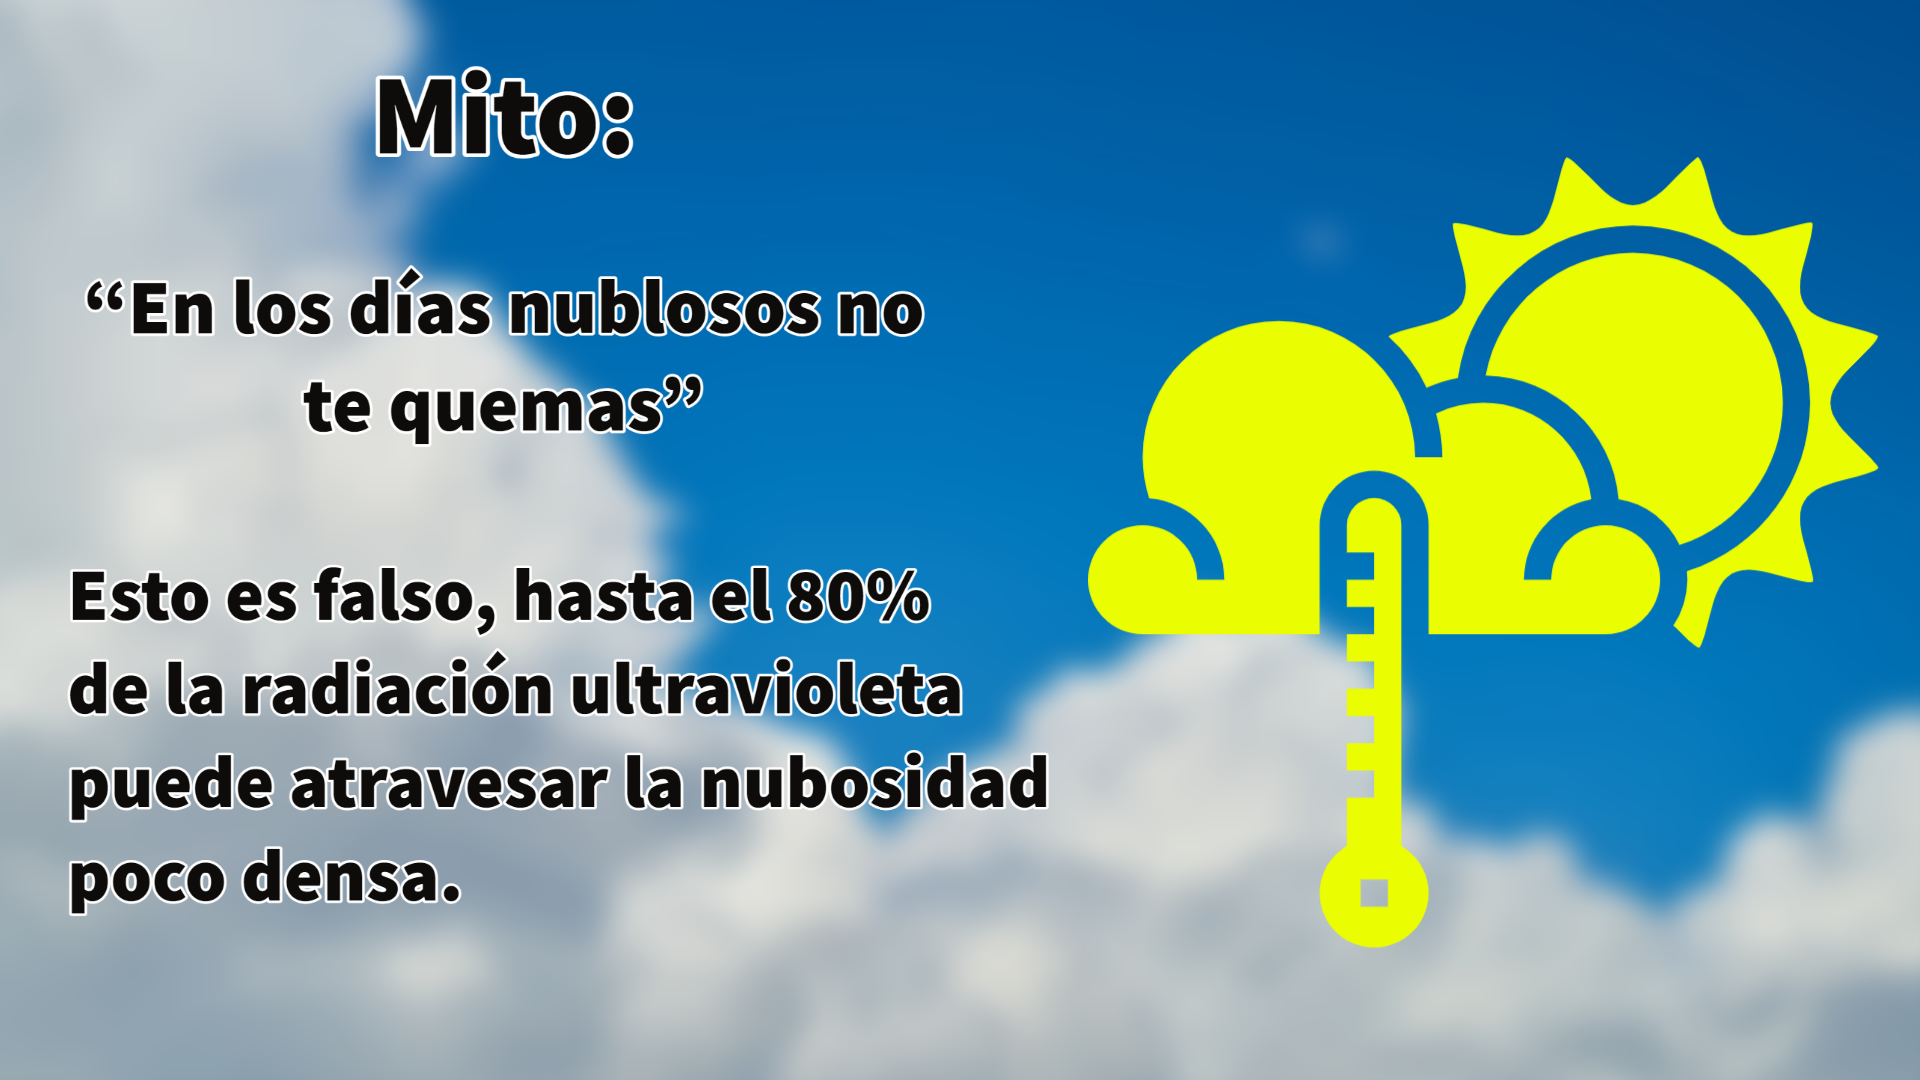 Mito:
“En los días nublosos no
te quemas”
Esto es falso, hasta el 80%
de la radiación ultravioleta
puede atravesar la nubosidad
poco densa.